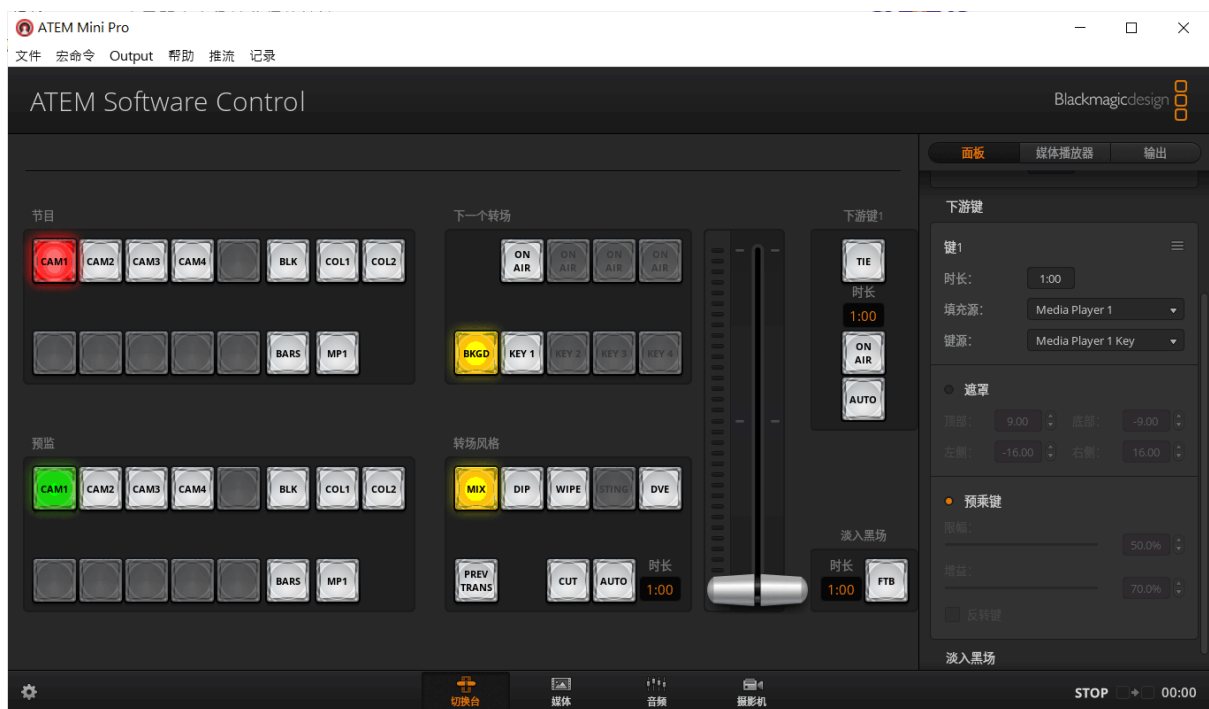 ATEM Mini Pro
文件 宏命令 Output 帮助 推流 记录
ATEM Software Control
Blackmagicdesign
面板 媒体播放器 输出
节目
CAM1 CAM2 CAM3 CAM4 BLK COL1 COL2
BARS MP1
预监
CAM1 CAM2 CAM3 CAM4 BLK COL1 COL2
BARS MP1
下一个转场
ON AIR ON AIR ON AIR ON AIR
BKGD KEY 1 KEY 2 KEY 3 KEY 4
转场风格
MIX DIP WIPE STING DVE
PREV TRANS CUT AUTO 时长 1:00
下游键1
TIE
时长
1:00
ON AIR
AUTO
淡入黑场
时长
1:00 FTB
下游键
键1
时长: 1:00
填充源: Media Player 1
键源: Media Player 1 Key
遮罩
顶部: 9.00 底部: -9.00
左侧: -16.00 右侧: 16.00
预乘键
限幅:
50.0%
增益:
70.0%
反转键
淡入黑场
切换台 媒体 音频 摄影机
STOP 00:00